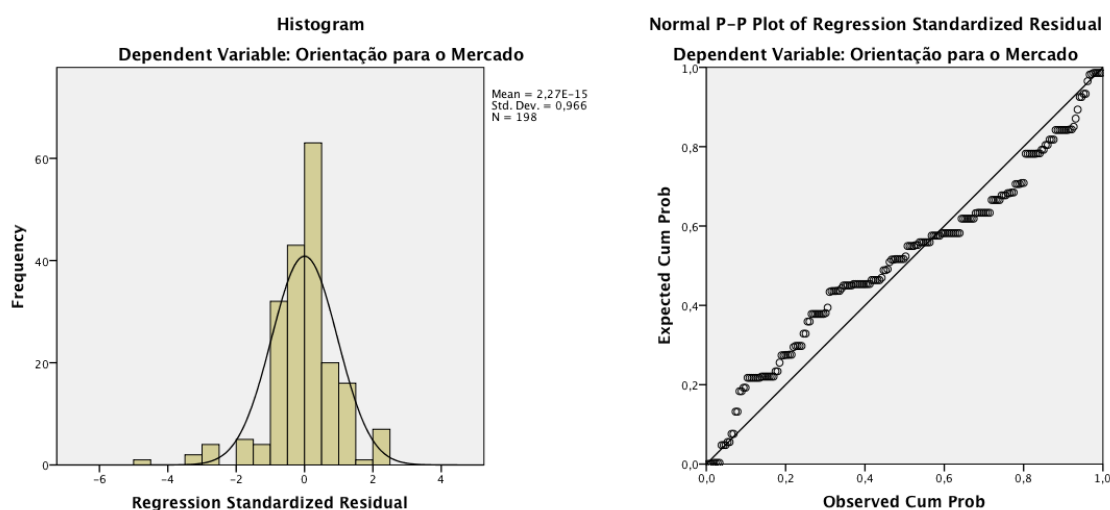 Histogram
Dependent Variable: Orientação para o Mercado
Mean = 2,27E-15
Std. Dev. = 0,966
N = 198
Frequency
60
40
20
0
-6
-4
-2
0
2
4
Regression Standardized Residual
Normal P-P Plot of Regression Standardized Residual
Dependent Variable: Orientação para o Mercado
Expected Cum Prob
1,0
0,8
0,6
0,4
0,2
0,0
0,0
0,2
0,4
0,6
0,8
1,0
Observed Cum Prob